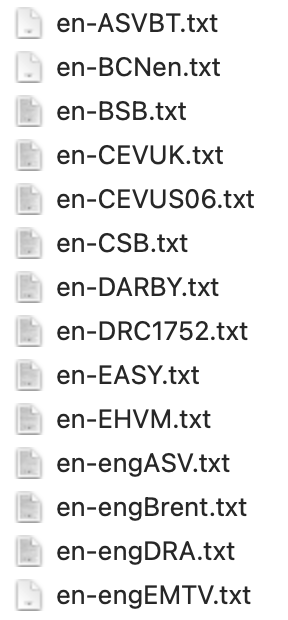 en-ASVBT.txt
en-BCNen.txt
en-BSB.txt
en-CEVUK.txt
en-CEVUS06.txt
en-CSB.txt
en-DARBY.txt
en-DRC1752.txt
en-EASY.txt
en-EHVM.txt
en-engASV.txt
en-engBrent.txt
en-engDRA.txt
en-engEMTV.txt